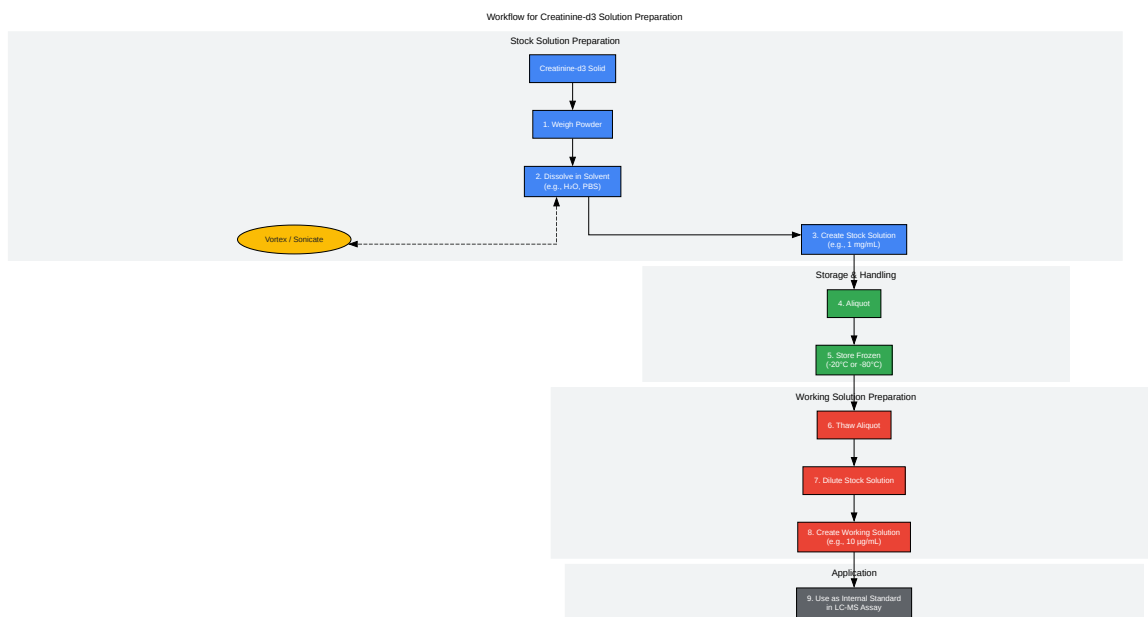 Workflow for Creatinine-d3 Solution Preparation
Stock Solution Preparation
Creatinine-d3 Solid
1. Weigh Powder
2. Dissolve in Solvent
(e.g., H₂O, PBS)
Vortex / Sonicate
3. Create Stock Solution
(e.g., 1 mg/mL)
Storage & Handling
4. Aliquot
5. Store Frozen
(-20°C or -80°C)
Working Solution Preparation
6. Thaw Aliquot
7. Dilute Stock Solution
8. Create Working Solution
(e.g., 10 µg/mL)
Application
9. Use as Internal Standard
in LC-MS Assay